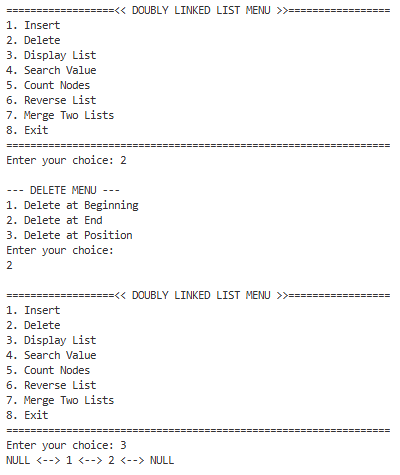 ==================<< DOUBLY LINKED LIST MENU >>=================
1. Insert
2. Delete
3. Display List
4. Search Value
5. Count Nodes
6. Reverse List
7. Merge Two Lists
8. Exit
================================================================
Enter your choice: 2
--- DELETE MENU ---
1. Delete at Beginning
2. Delete at End
3. Delete at Position
Enter your choice:
2
==================<< DOUBLY LINKED LIST MENU >>=================
1. Insert
2. Delete
3. Display List
4. Search Value
5. Count Nodes
6. Reverse List
7. Merge Two Lists
8. Exit
================================================================
Enter your choice: 3
NULL <--> 1 <--> 2 <--> NULL